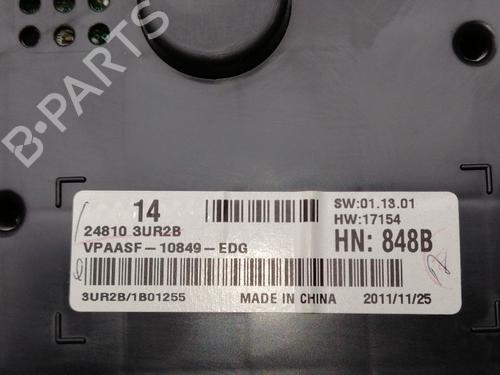 B-PARTS
14
24810 3UR2B
VPAASF-10849-EDG
3UR2B/1B01255
SW:01.13.01
HW:17154
HN: 848B
MADE IN CHINA 2011/11/25